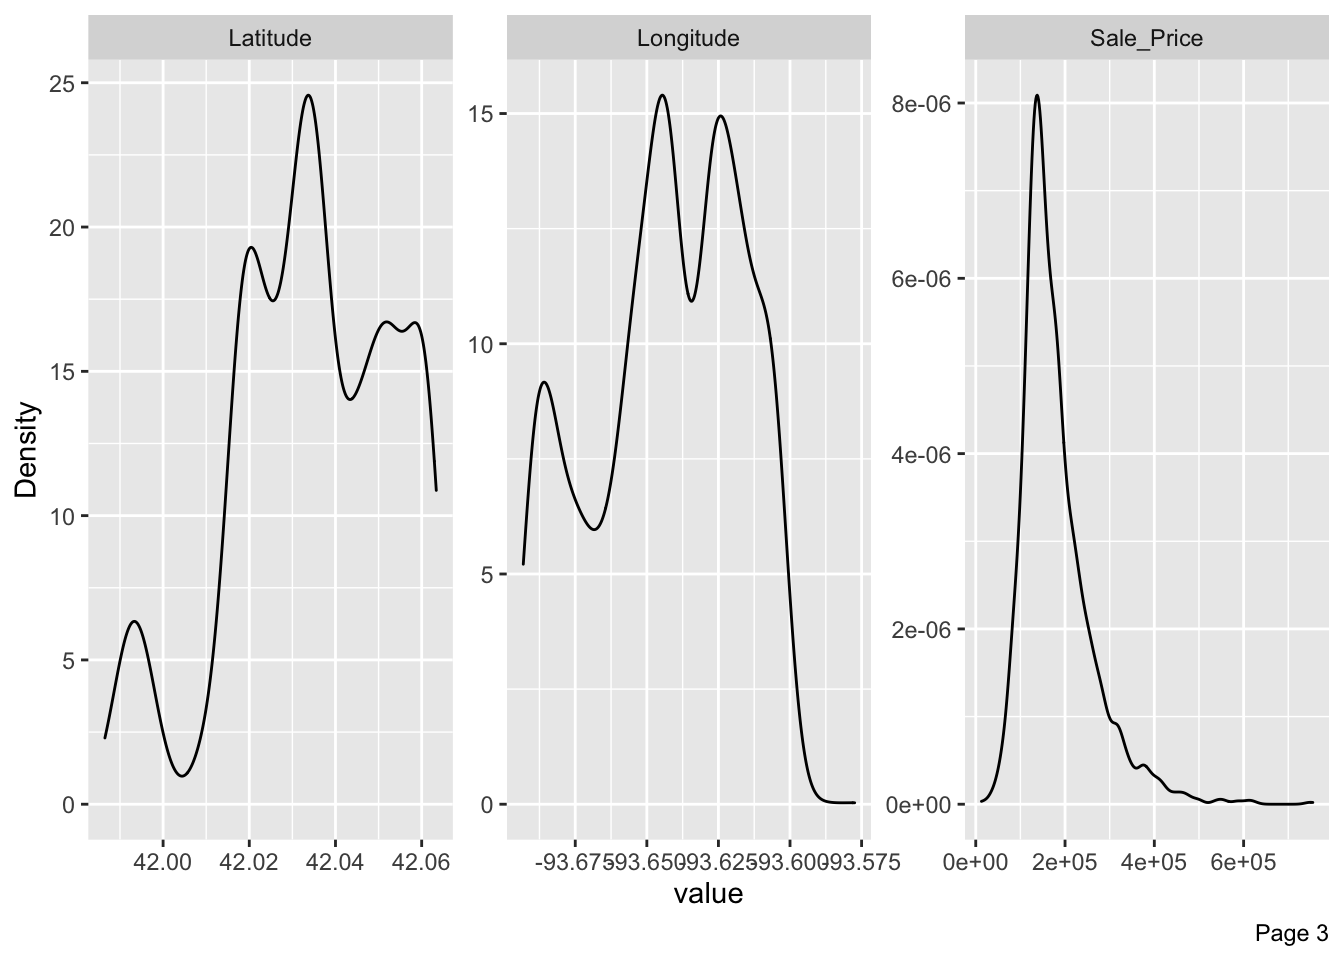 Latitude
Longitude
Sale_Price
25
20
15
10
5
0
15
10
5
0
8e-06
6e-06
4e-06
2e-06
0e+00
Density
42.00 42.02 42.04 42.06
-93.675 -93.650 -93.625 -93.600 -93.575
0e+00 2e+05 4e+05 6e+05
value
Page 3